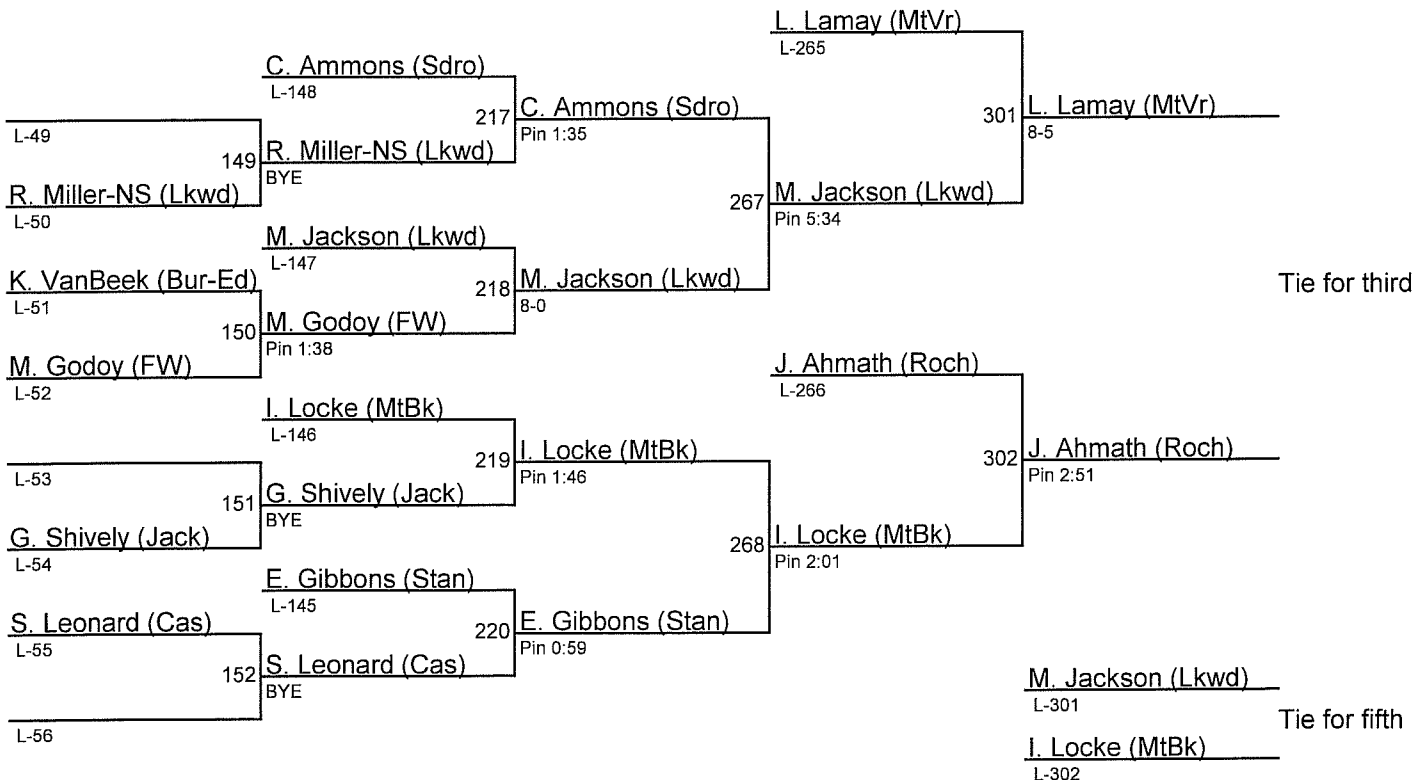 L. Lamay (MtVr)
L-265
C. Ammons (Sdro)
L-148
217 C. Ammons (Sdro)
Pin 1:35
301 L. Lamay (MtVr)
8-5
L-49
149 R. Miller-NS (Lkwd)
BYE
R. Miller-NS (Lkwd)
L-50
267 M. Jackson (Lkwd)
Pin 5:34
M. Jackson (Lkwd)
L-147
K. VanBeek (Bur-Ed)
L-51
218 M. Jackson (Lkwd)
8-0
Tie for third
150 M. Godoy (FW)
Pin 1:38
M. Godoy (FW)
L-52
J. Ahmath (Roch)
L-266
I. Locke (MtBk)
L-146
219 I. Locke (MtBk)
Pin 1:46
302 J. Ahmath (Roch)
Pin 2:51
L-53
151 G. Shively (Jack)
BYE
G. Shively (Jack)
L-54
268 I. Locke (MtBk)
Pin 2:01
E. Gibbons (Stan)
L-145
S. Leonard (Cas)
L-55
220 E. Gibbons (Stan)
Pin 0:59
152 S. Leonard (Cas)
BYE
L-56
M. Jackson (Lkwd)
L-301
Tie for fifth
I. Locke (MtBk)
L-302